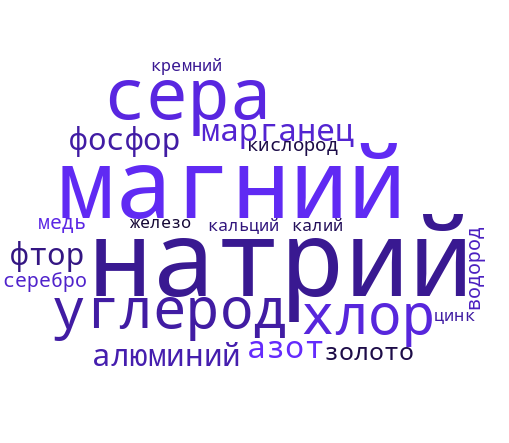 кремний
сера
фосфор
марганец
кислород
магний
медь
железо
кальций
калий
натрий
фтор
водород
серебро
углерод
хлор
цинк
алюминий
азот
золото